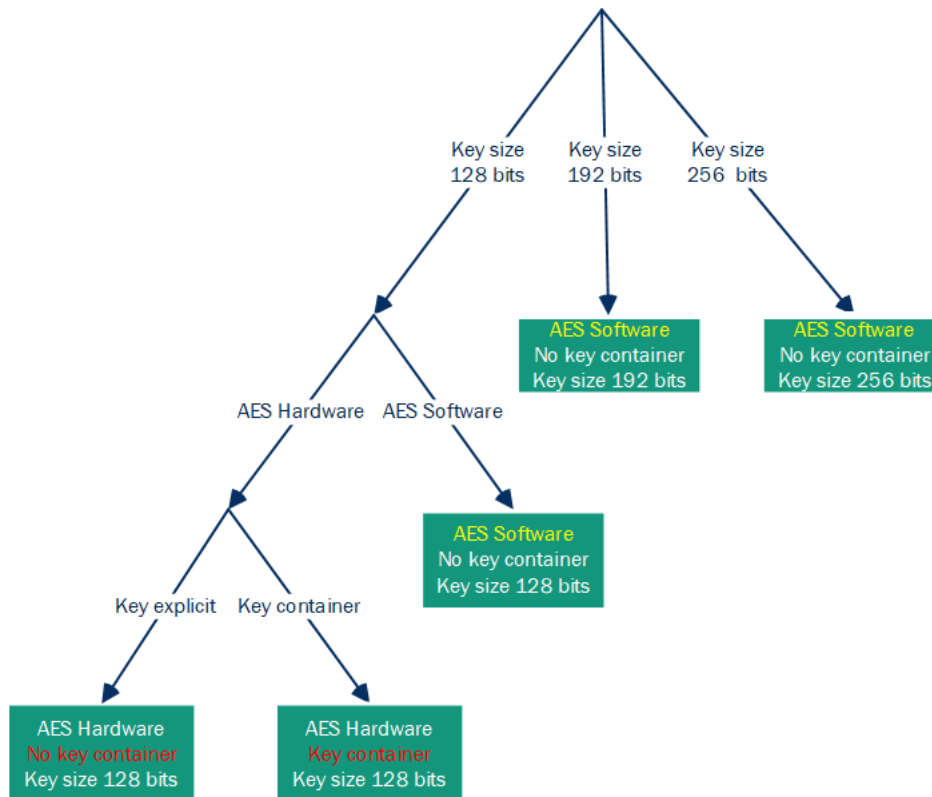 Key size
128 bits
Key size
192 bits
Key size
256 bits
AES Software
No key container
Key size 192 bits
AES Software
No key container
Key size 256 bits
AES Hardware
AES Software
AES Software
No key container
Key size 128 bits
Key explicit
Key container
AES Hardware
No key container
Key size 128 bits
AES Hardware
Key container
Key size 128 bits